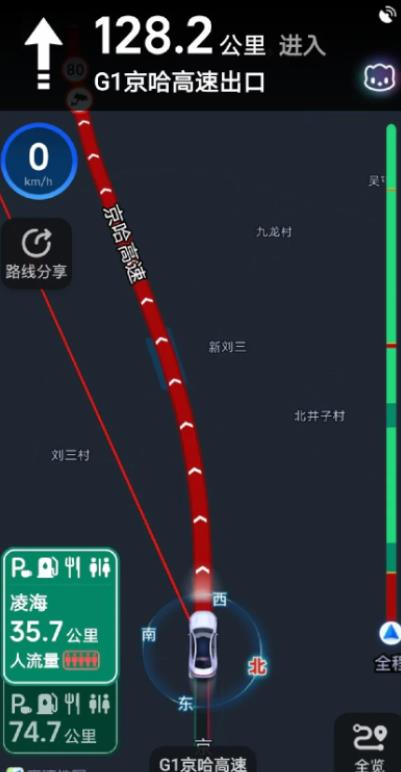 128.2 公里 进入
G1京哈高速出口
80
0
km/h
路线分享
京哈高速
九龙村
新刘三
北井子村
刘三村
P
凌海
35.7公里
人流量
P
74.7公里
西
南
北
东
京
G1京哈高速
全程
全览